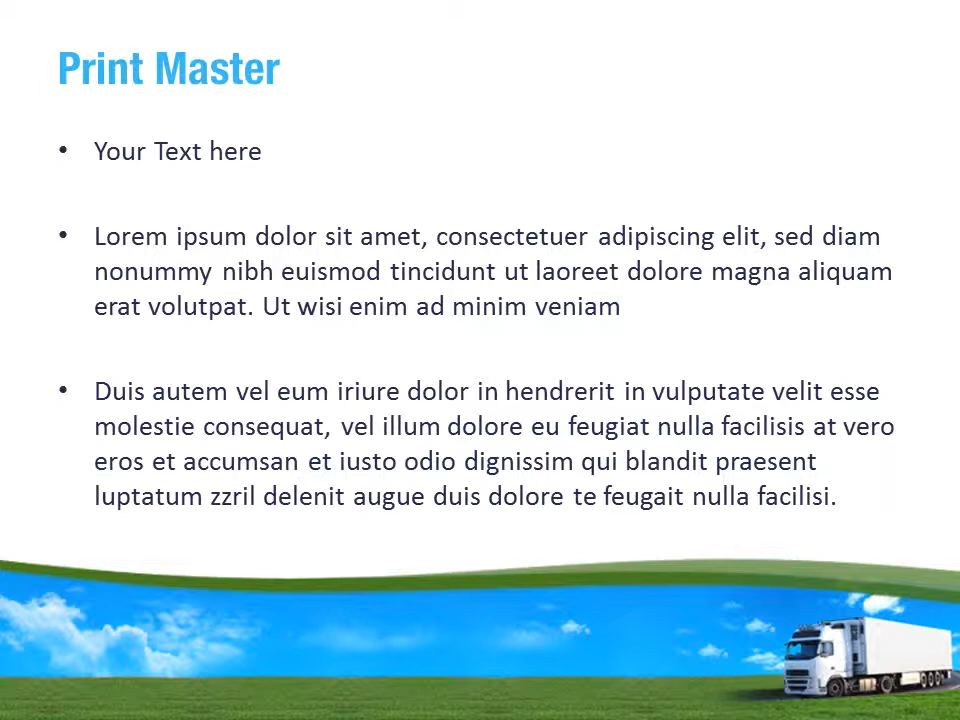 Print Master
• Your Text here
• Lorem ipsum dolor sit amet, consectetuer adipiscing elit, sed diam
nonummy nibh euismod tincidunt ut laoreet dolore magna aliquam
erat volutpat. Ut wisi enim ad minim veniam
• Duis autem vel eum iriure dolor in hendrerit in vulputate velit esse
molestie consequat, vel illum dolore eu feugiat nulla facilisis at vero
eros et accumsan et iusto odio dignissim qui blandit praesent
luptatum zzril delenit augue duis dolore te feugait nulla facilisi.